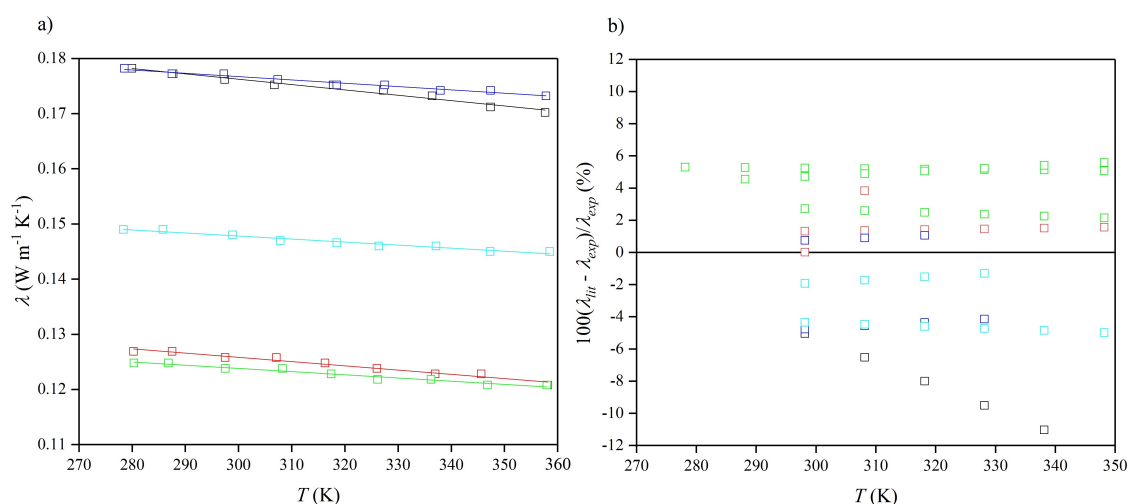 a)
0.18
0.17
0.16
0.15
0.14
0.13
0.12
0.11
270 280 290 300 310 320 330 340 350 360
T (K)
λ (W m⁻¹ K⁻¹)
b)
12
10
8
6
4
2
0
-2
-4
-6
-8
-10
-12
270 290 300 310 320 330 340 350
T (K)
100(λlit - λexp)/λexp (%)